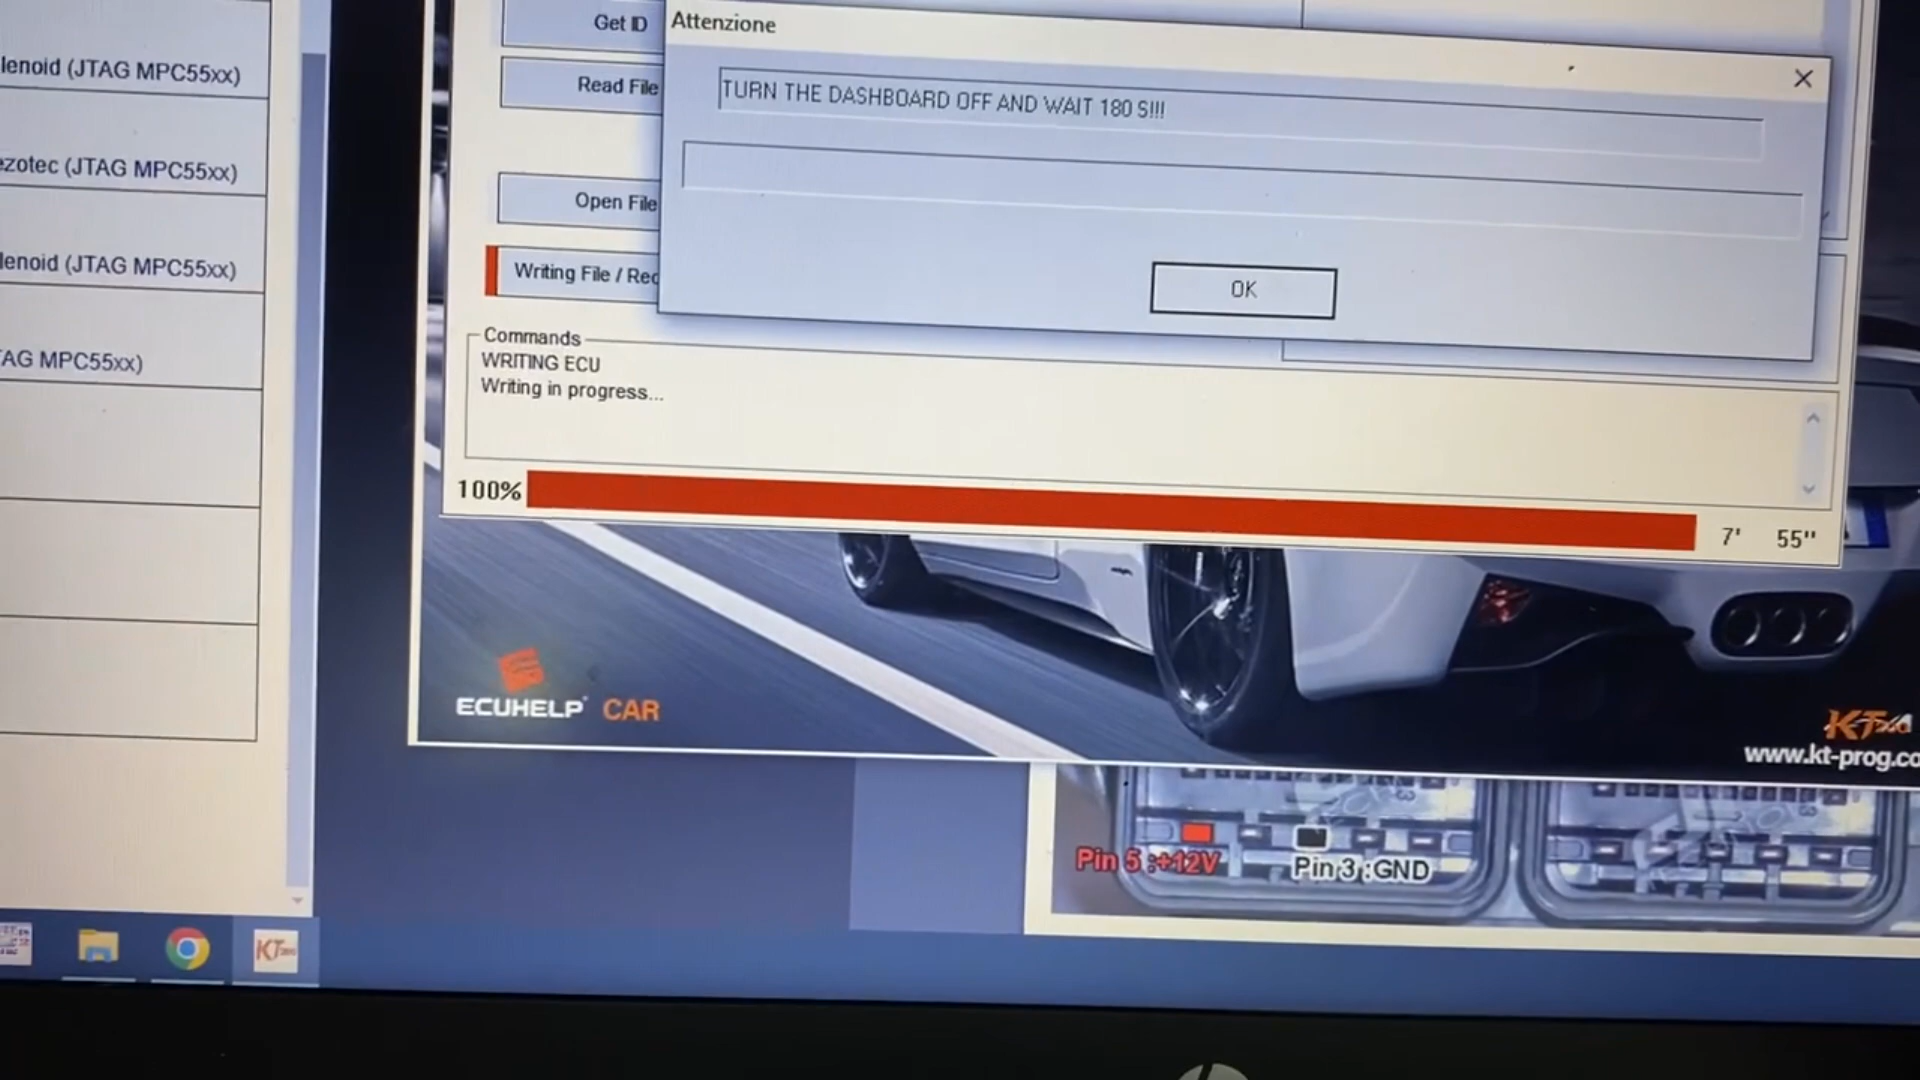 lenoid (JTAG MPC55xx)
ezotec (JTAG MPC55xx)
lenoid (JTAG MPC55xx)
AG MPC55xx)
Get ID
Read File
Open File
Writing File / Rec
Attenzione
TURN THE DASHBOARD OFF AND WAIT 180 S!!!
OK
Commands
WRITING ECU
Writing in progress...
100%
7' 55"
ECUHELP® CAR
KT200
www.kt-prog.co
Pin 5 :+12V
Pin 3 :GND
KT200